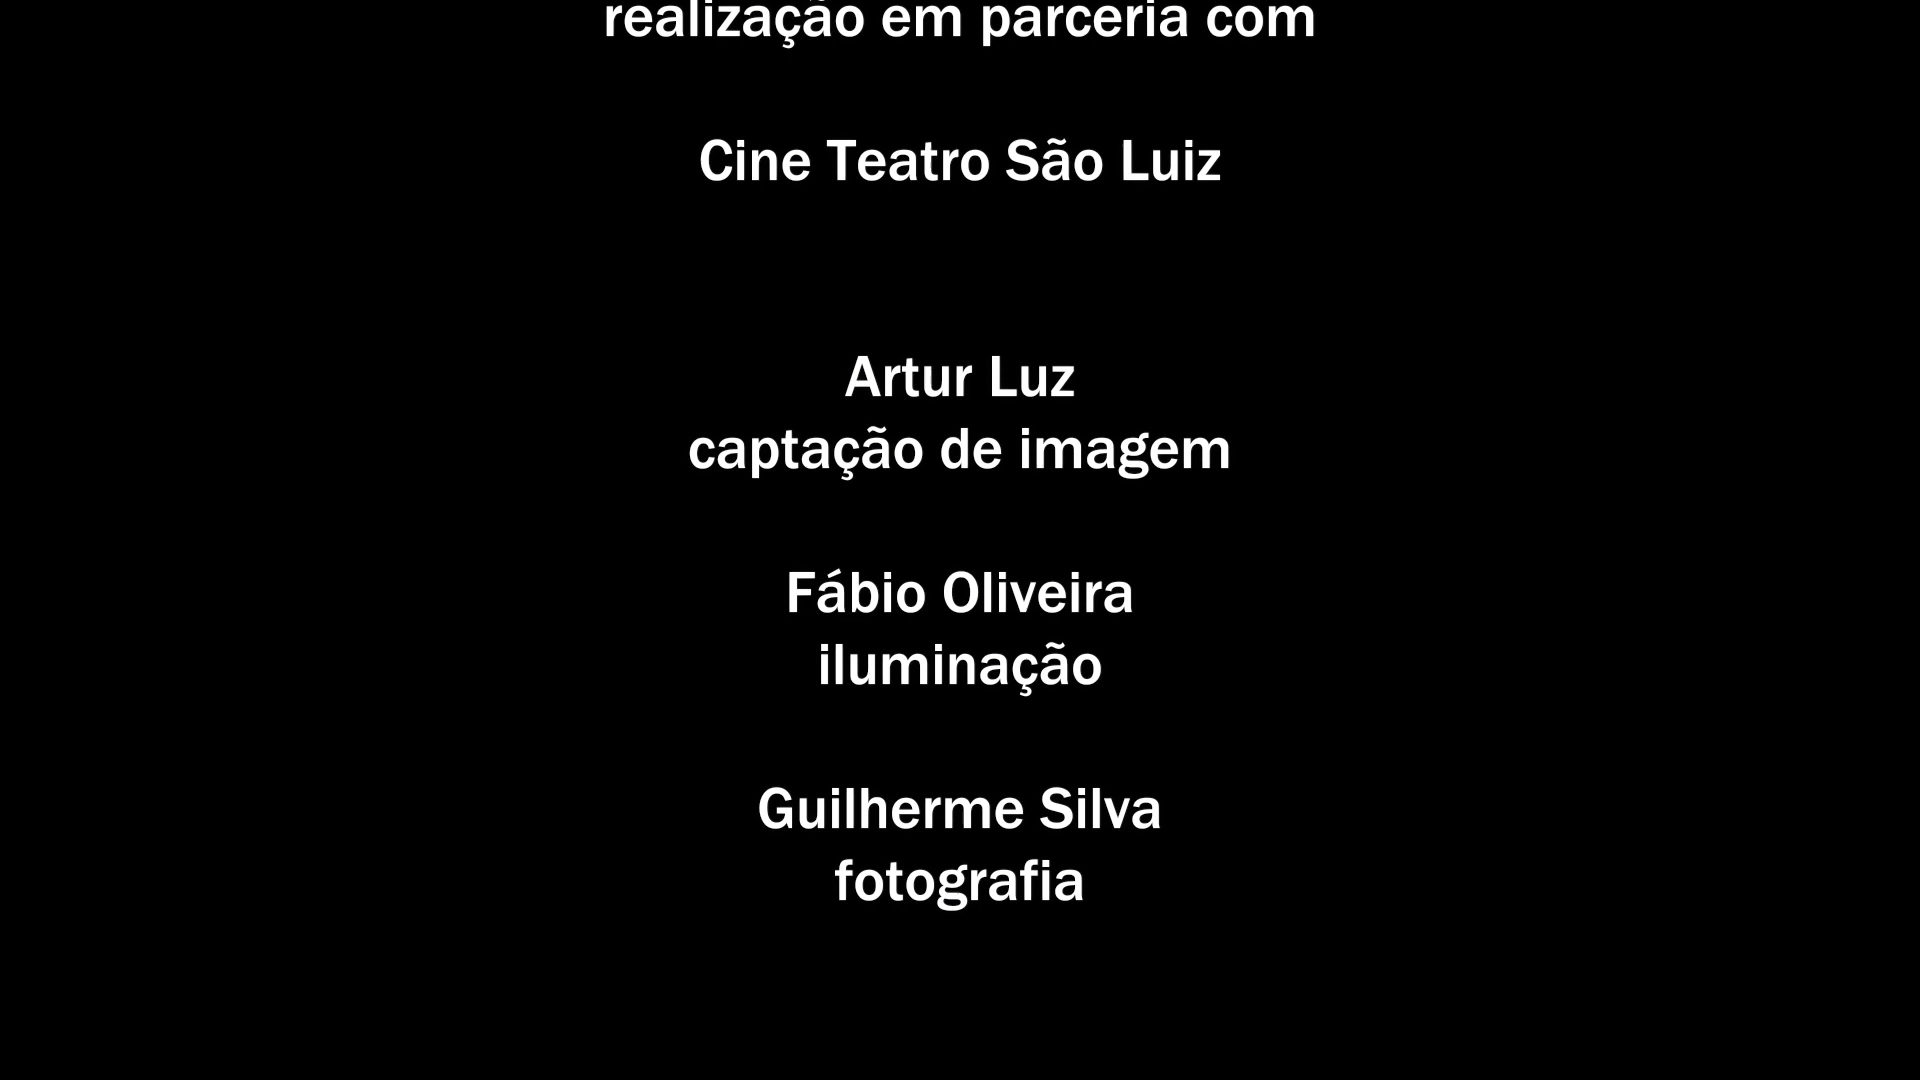 realização em parceria com
Cine Teatro São Luiz
Artur Luz
captação de imagem
Fábio Oliveira
iluminação
Guilherme Silva
fotografia